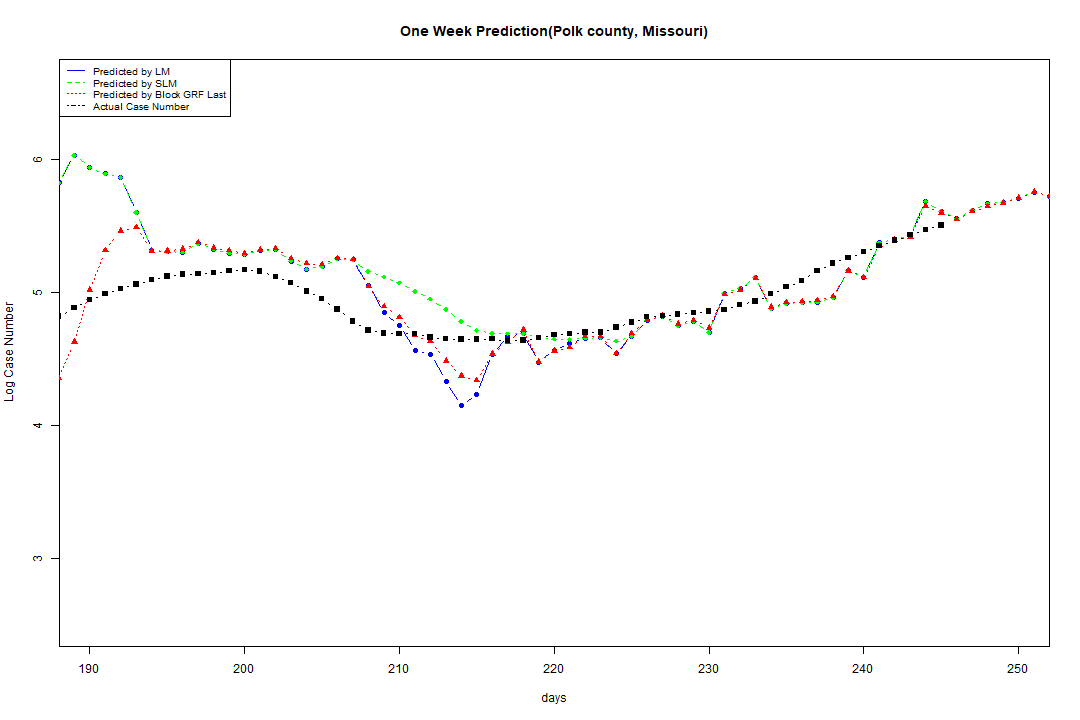 One Week Prediction(Polk county, Missouri)
Predicted by LM
Predicted by SLM
Predicted by Block GRF Last
Actual Case Number
6
5
4
3
Log Case Number
190 200 210 220 230 240 250
days